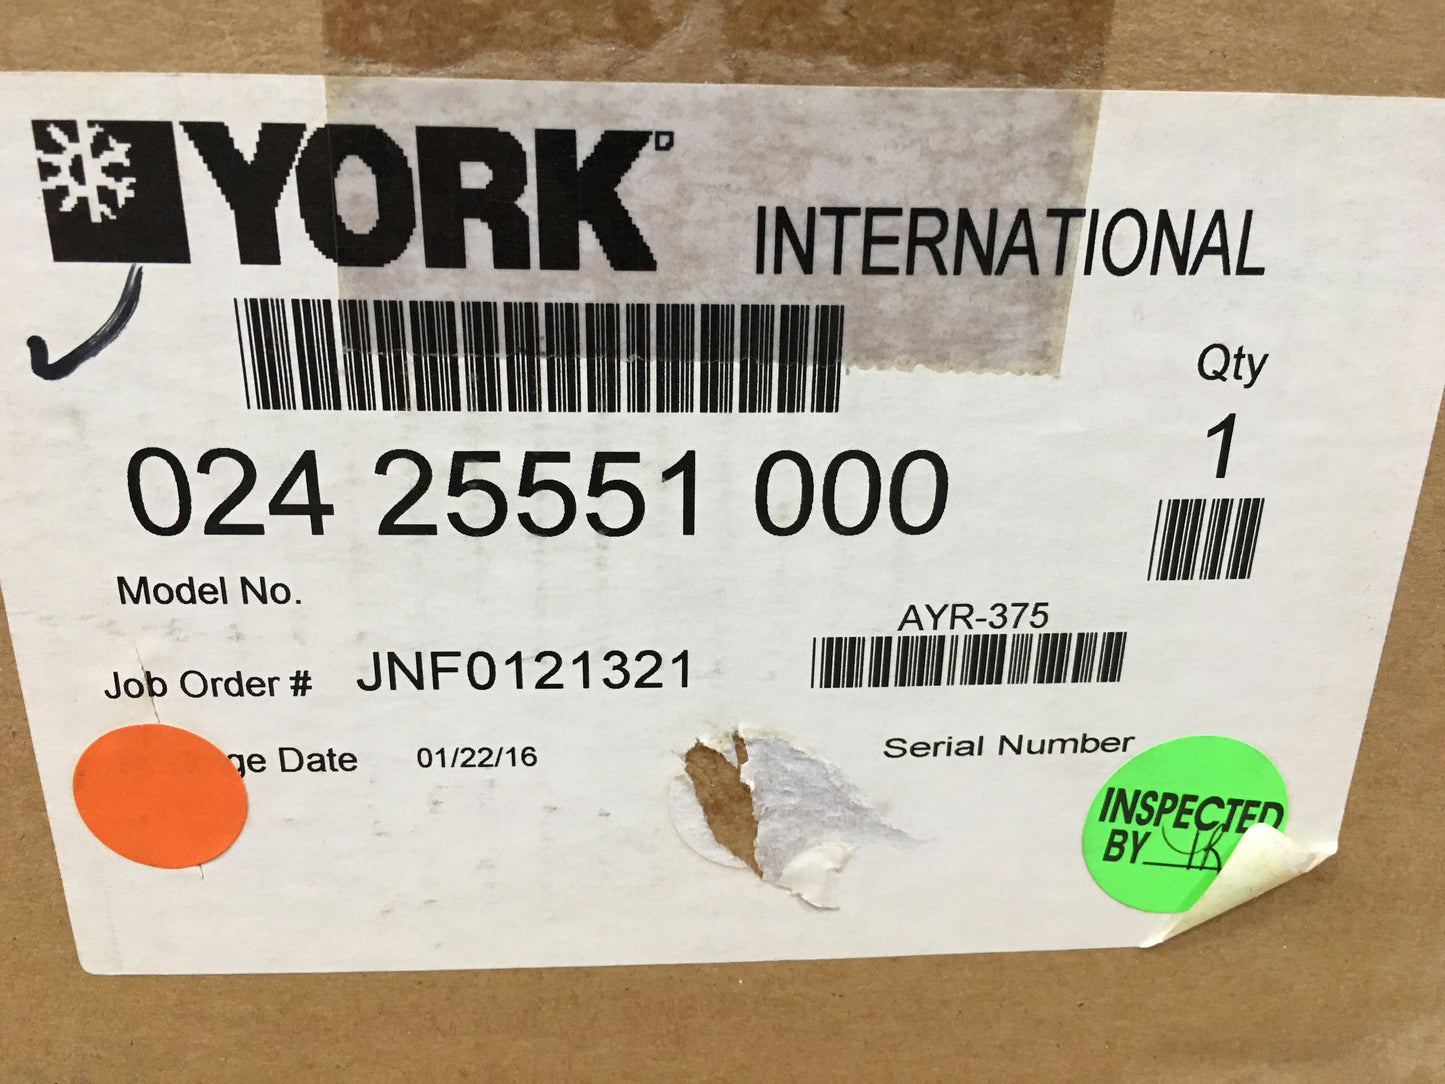 YORK
INTERNATIONAL
Qty
1
024 25551 000
Model No.
AYR-375
Job Order # JNF0121321
ge Date 01/22/16
Serial Number
INSPECTED
BY